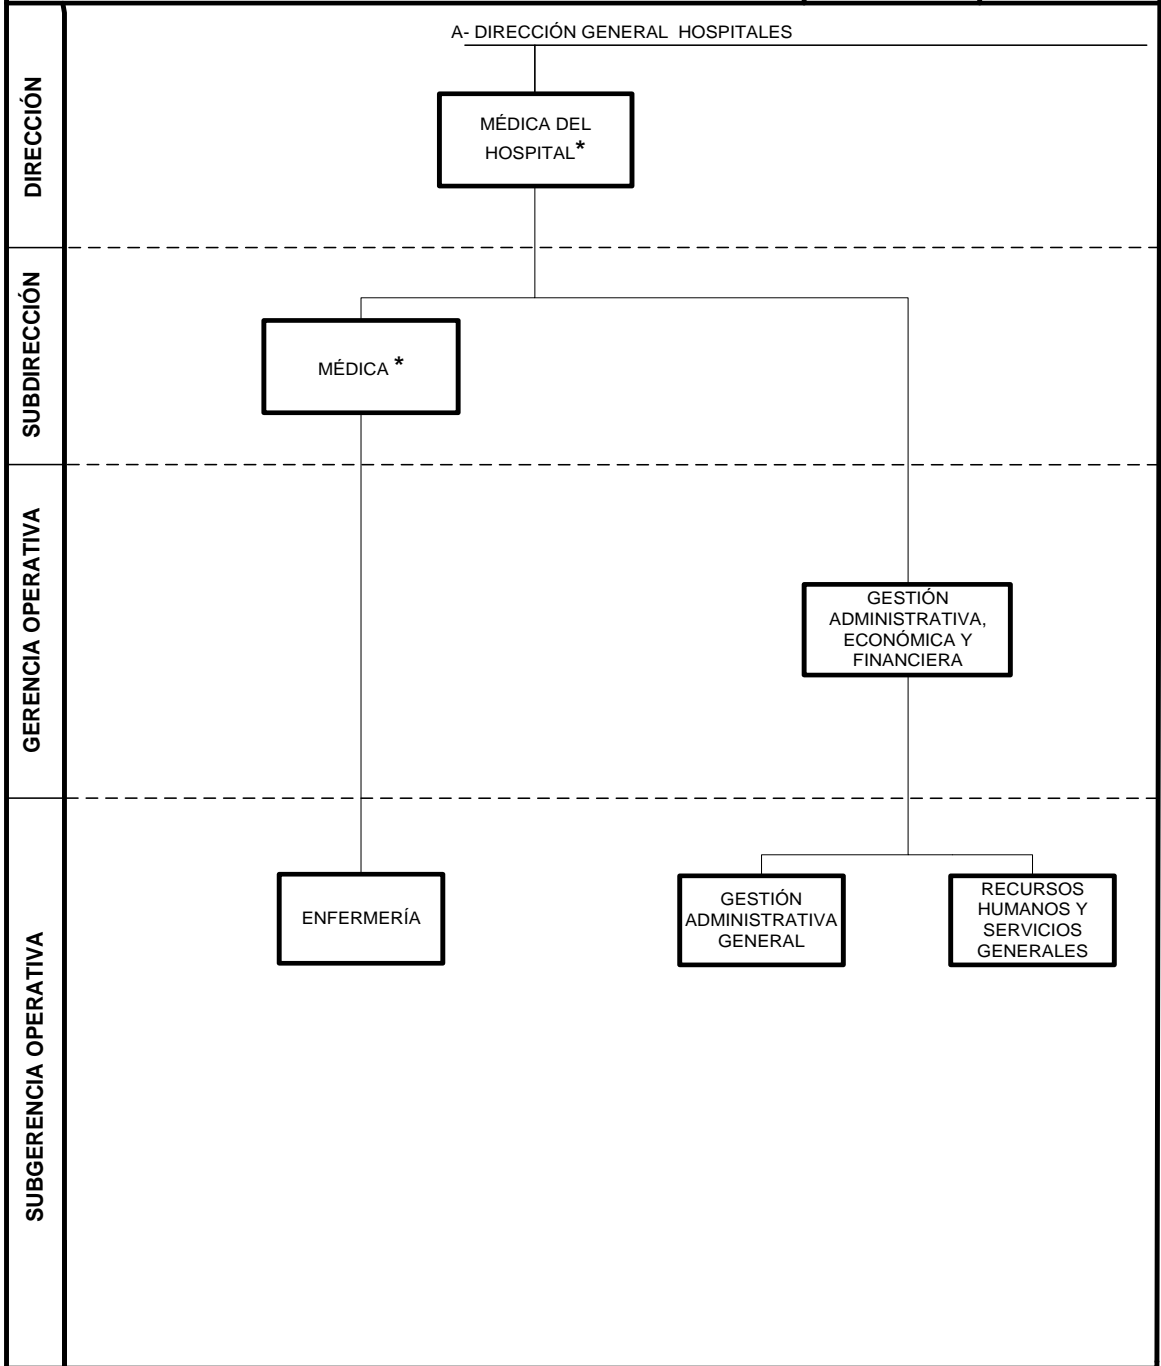 A- DIRECCIÓN GENERAL HOSPITALES
DIRECCIÓN
MÉDICA DEL
HOSPITAL*
SUBDIRECCIÓN
MÉDICA *
GERENCIA OPERATIVA
GESTIÓN
ADMINISTRATIVA,
ECONÓMICA Y
FINANCIERA
SUBGERENCIA OPERATIVA
ENFERMERÍA
GESTIÓN
ADMINISTRATIVA
GENERAL
RECURSOS
HUMANOS Y
SERVICIOS
GENERALES